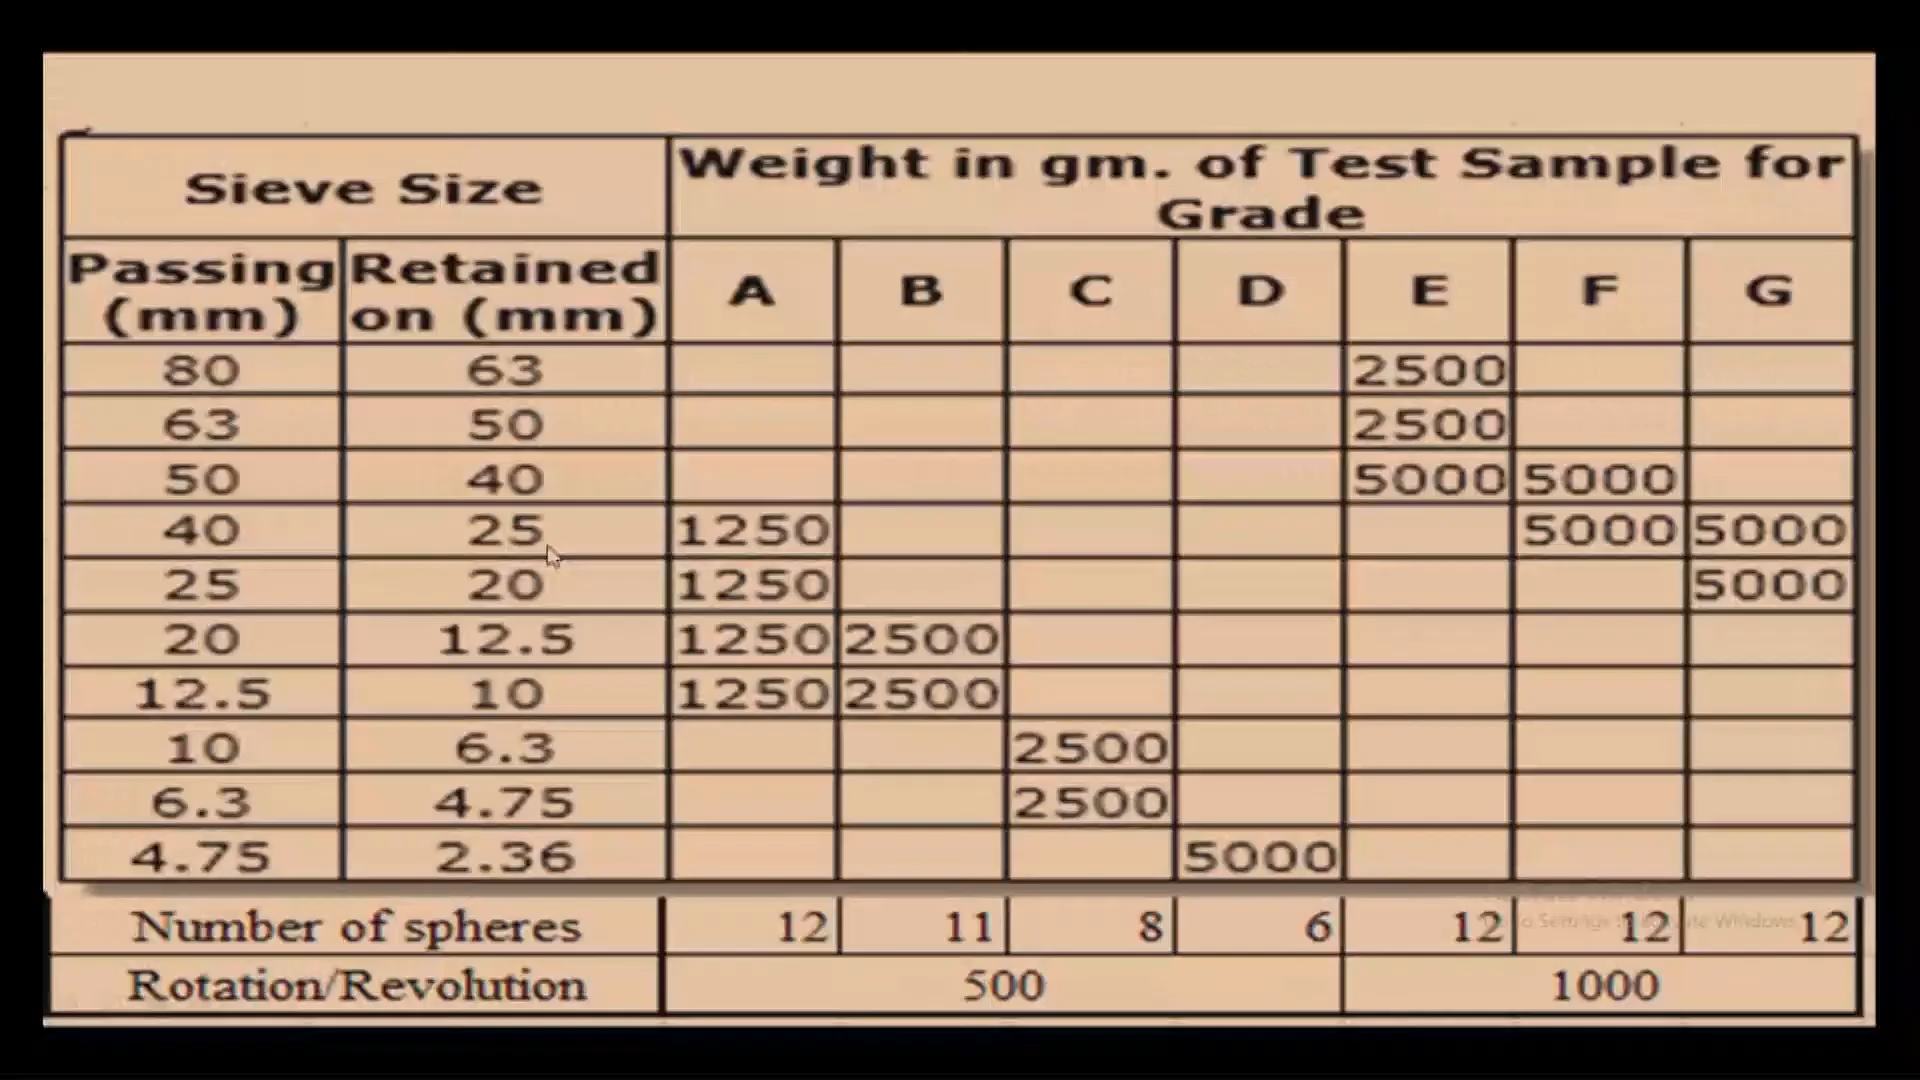 Sieve Size
Weight in gm. of Test Sample for
Grade
Passing (mm) Retained on (mm) A B C D E F G
80 63 2500
63 50 2500
50 40 5000 5000
40 25 1250 5000 5000
25 20 1250 5000
20 12.5 1250 2500
12.5 10 1250 2500
10 6.3 2500
6.3 4.75 2500
4.75 2.36 5000
Number of spheres 12 11 8 6 12 12 12
Rotation/Revolution 500 1000